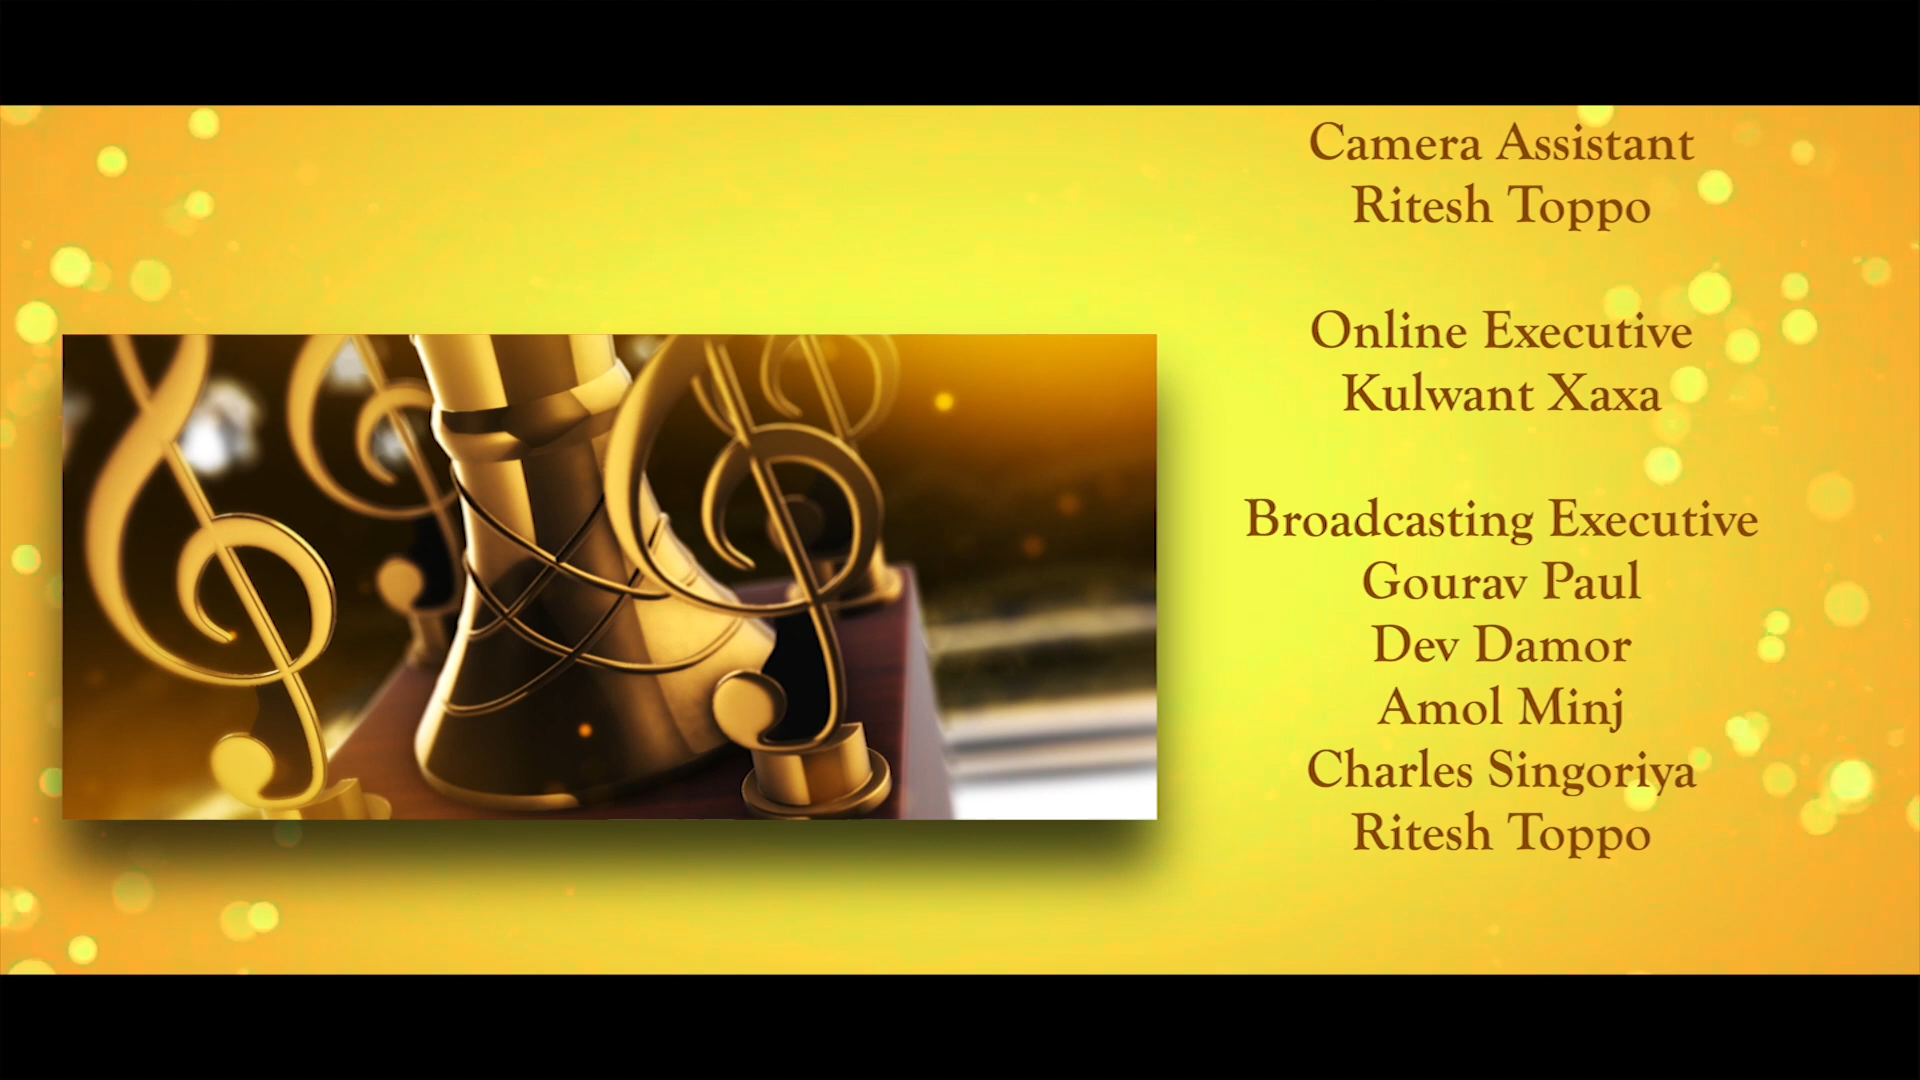 Camera Assistant
Ritesh Toppo
Online Executive
Kulwant Xaxa
Broadcasting Executive
Gourav Paul
Dev Damor
Amol Minj
Charles Singoriya
Ritesh Toppo